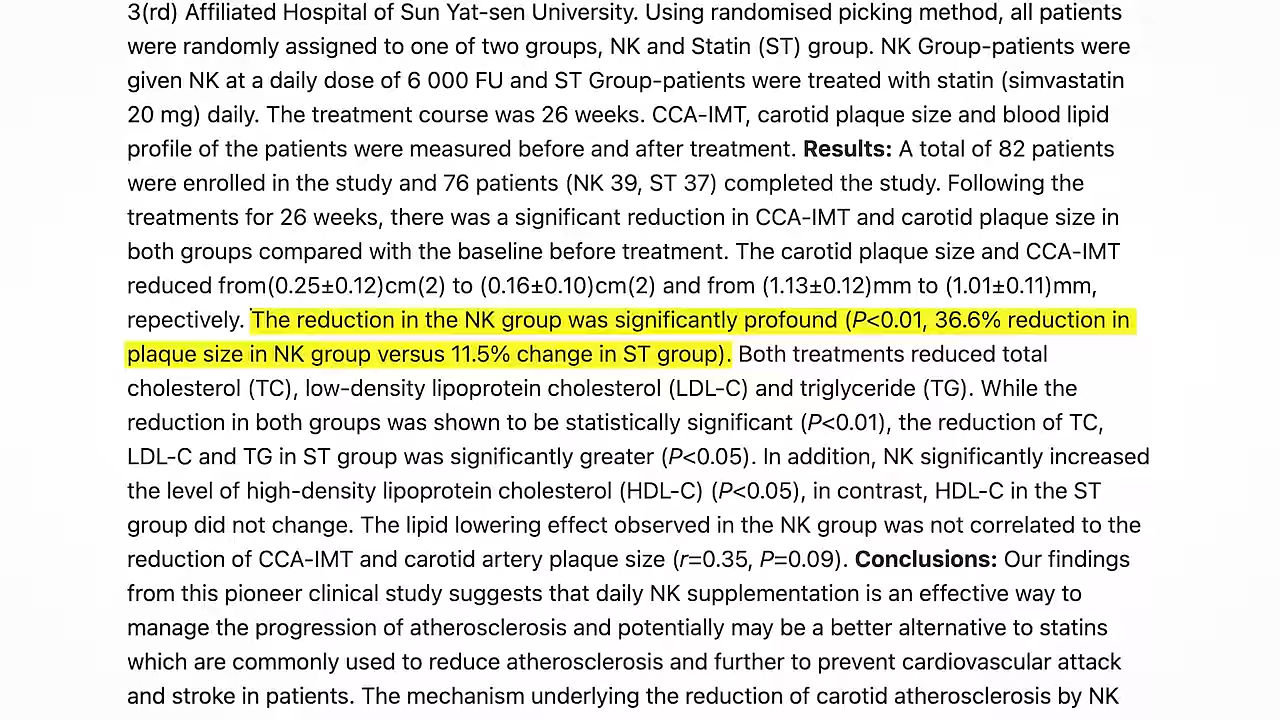 3(rd) Affiliated Hospital of Sun Yat-sen University. Using randomised picking method, all patients
were randomly assigned to one of two groups, NK and Statin (ST) group. NK Group-patients were
given NK at a daily dose of 6 000 FU and ST Group-patients were treated with statin (simvastatin
20 mg) daily. The treatment course was 26 weeks. CCA-IMT, carotid plaque size and blood lipid
profile of the patients were measured before and after treatment. Results: A total of 82 patients
were enrolled in the study and 76 patients (NK 39, ST 37) completed the study. Following the
treatments for 26 weeks, there was a significant reduction in CCA-IMT and carotid plaque size in
both groups compared with the baseline before treatment. The carotid plaque size and CCA-IMT
reduced from(0.25±0.12)cm(2) to (0.16±0.10)cm(2) and from (1.13±0.12)mm to (1.01±0.11)mm,
repectively. The reduction in the NK group was significantly profound (P<0.01, 36.6% reduction in
plaque size in NK group versus 11.5% change in ST group). Both treatments reduced total
cholesterol (TC), low-density lipoprotein cholesterol (LDL-C) and triglyceride (TG). While the
reduction in both groups was shown to be statistically significant (P<0.01), the reduction of TC,
LDL-C and TG in ST group was significantly greater (P<0.05). In addition, NK significantly increased
the level of high-density lipoprotein cholesterol (HDL-C) (P<0.05), in contrast, HDL-C in the ST
group did not change. The lipid lowering effect observed in the NK group was not correlated to the
reduction of CCA-IMT and carotid artery plaque size (r=0.35, P=0.09). Conclusions: Our findings
from this pioneer clinical study suggests that daily NK supplementation is an effective way to
manage the progression of atherosclerosis and potentially may be a better alternative to statins
which are commonly used to reduce atherosclerosis and further to prevent cardiovascular attack
and stroke in patients. The mechanism underlying the reduction of carotid atherosclerosis by NK